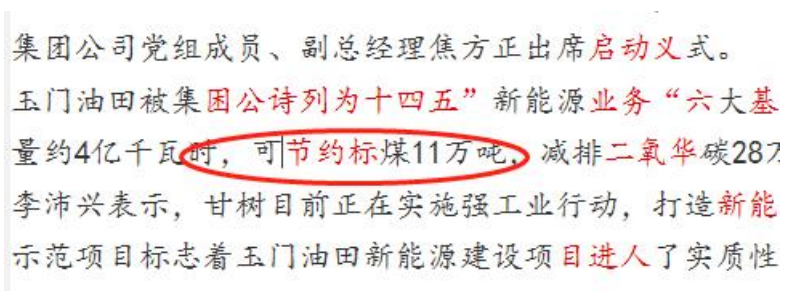 集团公司党组成员、副总经理焦方正出席启动义式。
玉门油田被集困公诗列为十四五”新能源业务“六大基
量约4亿千瓦时，可节约标煤11万吨，减排二氧华碳28万
李沛兴表示，甘树目前正在实施强工业行动，打造新能
示范项目标志着玉门油田新能源建设项目进人了实质性